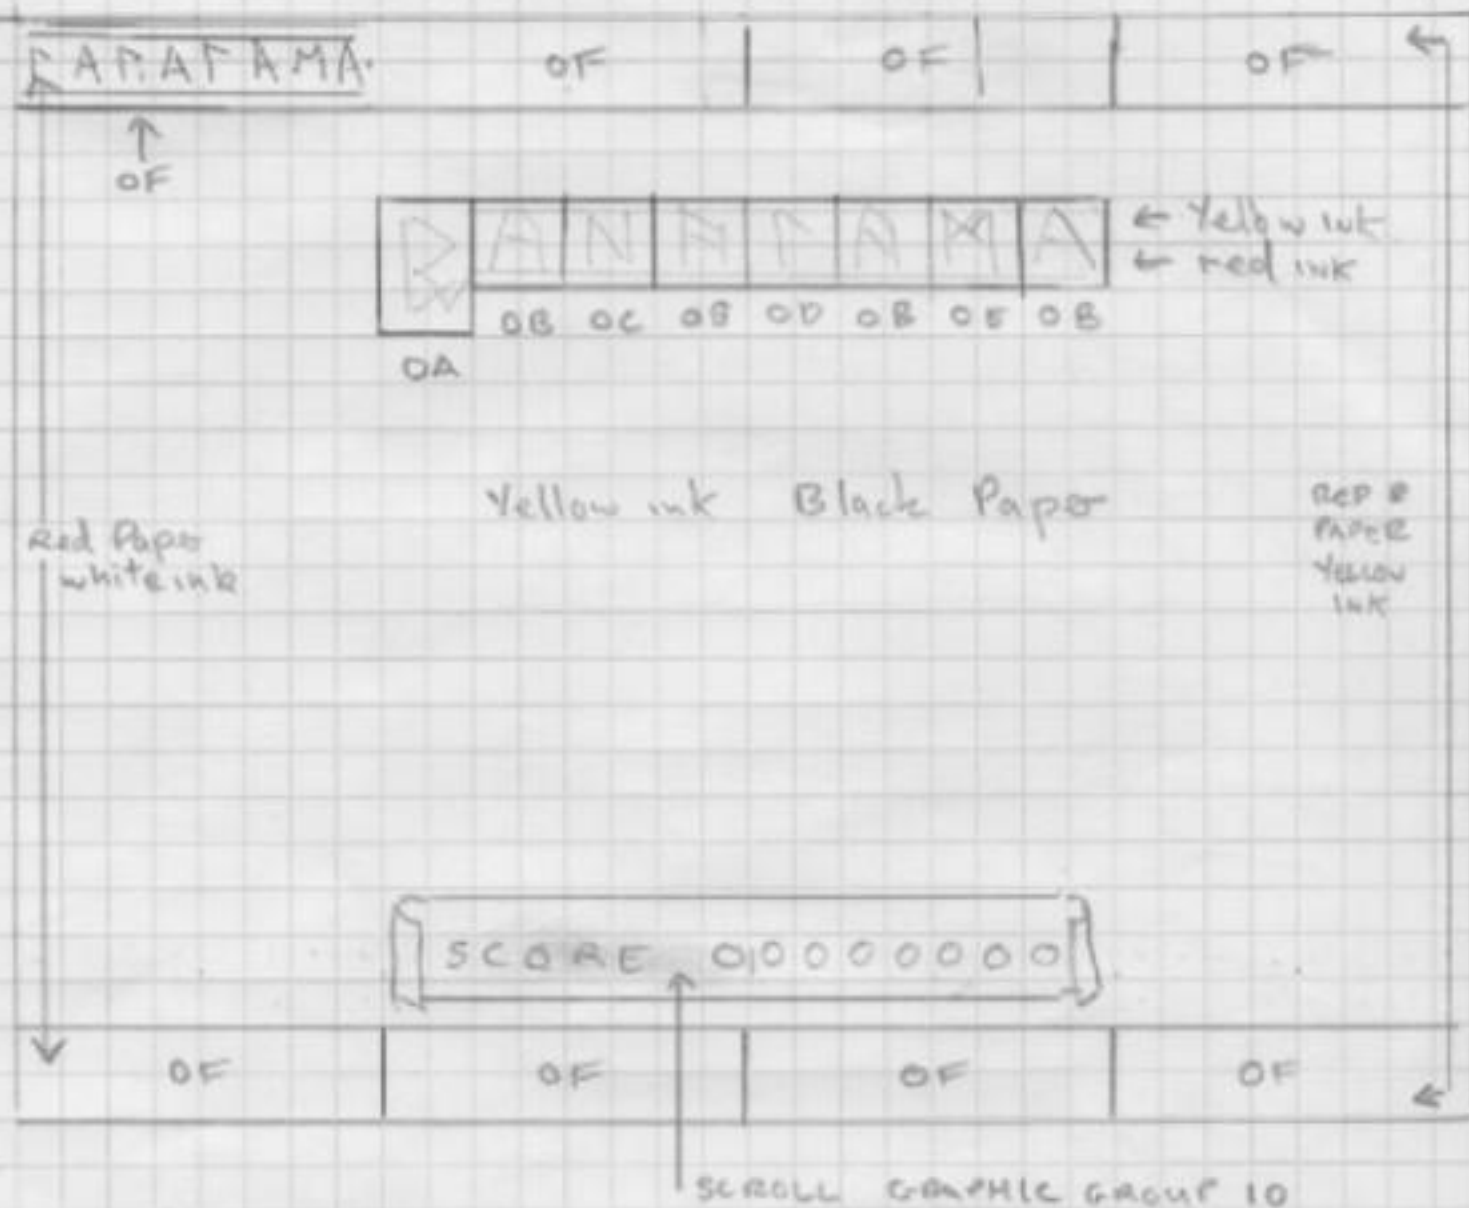 OF OF OF
OF
← Yellow ink
← red ink
0B 0C 0B 0D 0B 0E 0B
0A
Yellow ink Black Paper
Red Paper
white ink
RED
PAPER
YELLOW
INK
SCORE 00000000
OF OF OF OF
SCROLL GRAPHIC GROUP 10